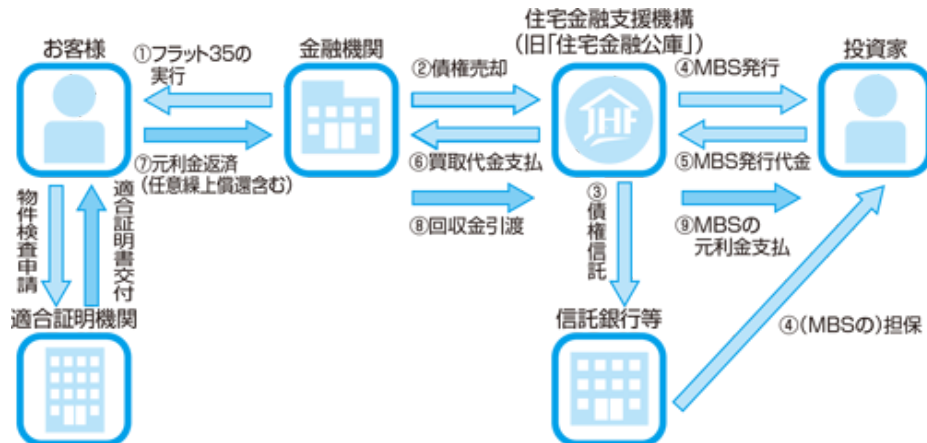 お客様
①フラット35の
実行
金融機関
②債権売却
住宅金融支援機構
(旧「住宅金融公庫」)
④MBS発行
投資家
JHF
⑦元利金返済
(任意繰上償還含む)
⑥買取代金支払
⑤MBS発行代金
⑧回収金引渡
③債権信託
⑨MBSの
元利金支払
物件検査申請
適合証明書交付
適合証明機関
信託銀行等
④(MBSの)担保